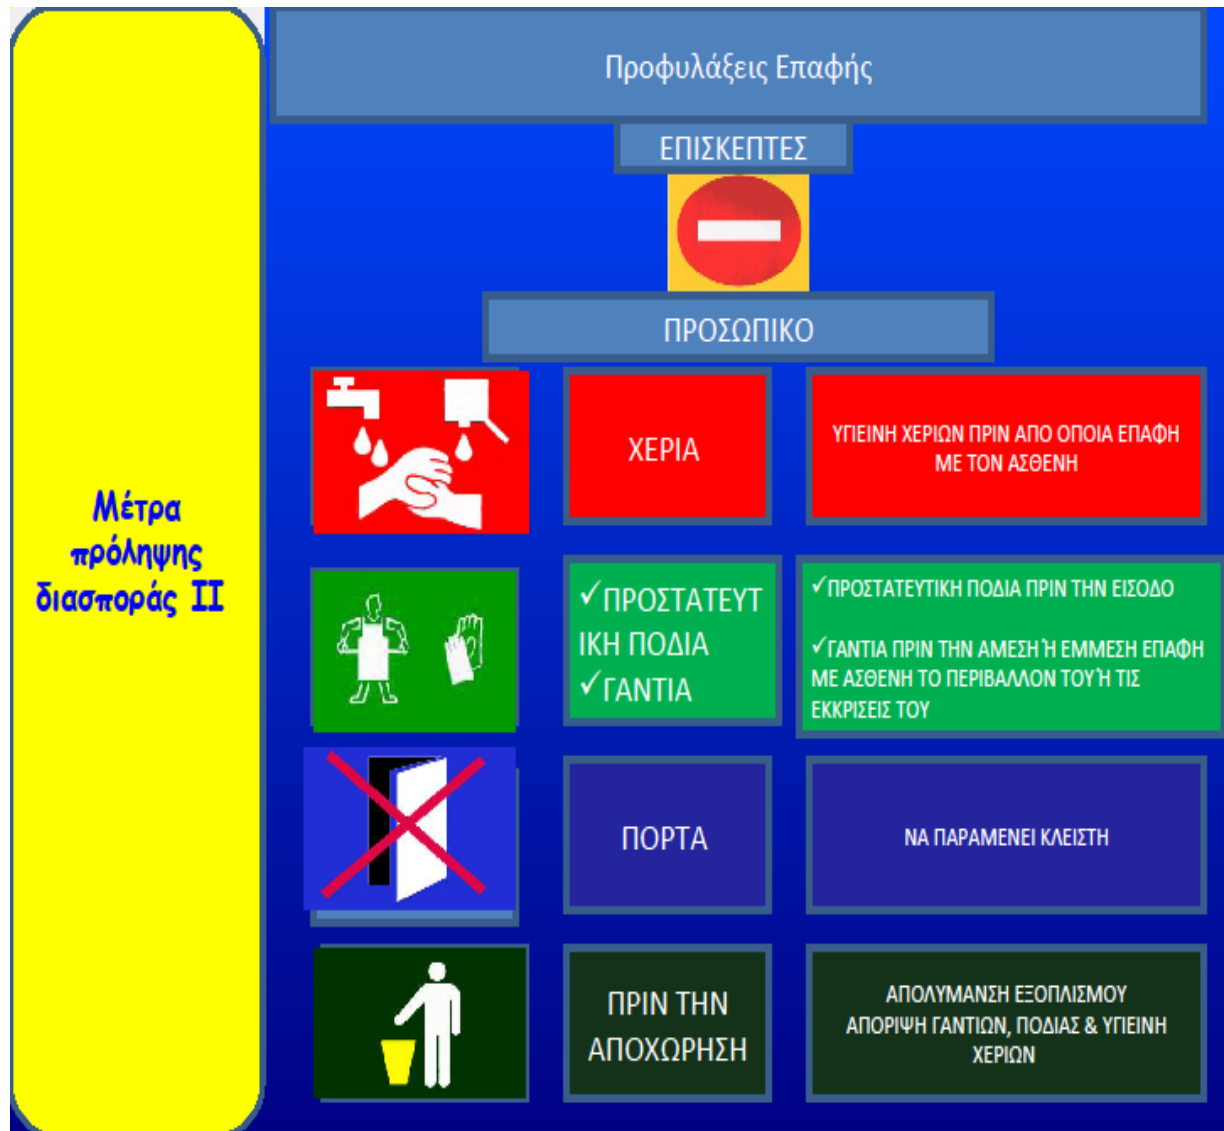 Μέτρα
πρόληψης
διασποράς II
Προφυλάξεις Επαφής
ΕΠΙΣΚΕΠΤΕΣ
ΠΡΟΣΩΠΙΚΟ
ΧΕΡΙΑ
ΥΓΙΕΙΝΗ ΧΕΡΙΩΝ ΠΡΙΝ ΑΠΟ ΟΠΟΙΑ ΕΠΑΦΗ
ΜΕ ΤΟΝ ΑΣΘΕΝΗ
✓ΠΡΟΣΤΑΤΕΥΤ
ΙΚΗ ΠΟΔΙΑ
✓ΓΑΝΤΙΑ
✓ΠΡΟΣΤΑΤΕΥΤΙΚΗ ΠΟΔΙΑ ΠΡΙΝ ΤΗΝ ΕΙΣΟΔΟ
✓ΓΑΝΤΙΑ ΠΡΙΝ ΤΗΝ ΑΜΕΣΗ Ή ΕΜΜΕΣΗ ΕΠΑΦΗ
ΜΕ ΑΣΘΕΝΗ ΤΟ ΠΕΡΙΒΑΛΛΟΝ ΤΟΥ Ή ΤΙΣ
ΕΚΚΡΙΣΕΙΣ ΤΟΥ
ΠΟΡΤΑ
ΝΑ ΠΑΡΑΜΕΝΕΙ ΚΛΕΙΣΤΗ
ΠΡΙΝ ΤΗΝ
ΑΠΟΧΩΡΗΣΗ
ΑΠΟΛΥΜΑΝΣΗ ΕΞΟΠΛΙΣΜΟΥ
ΑΠΟΡΙΨΗ ΓΑΝΤΙΩΝ, ΠΟΔΙΑΣ & ΥΓΙΕΙΝΗ
ΧΕΡΙΩΝ